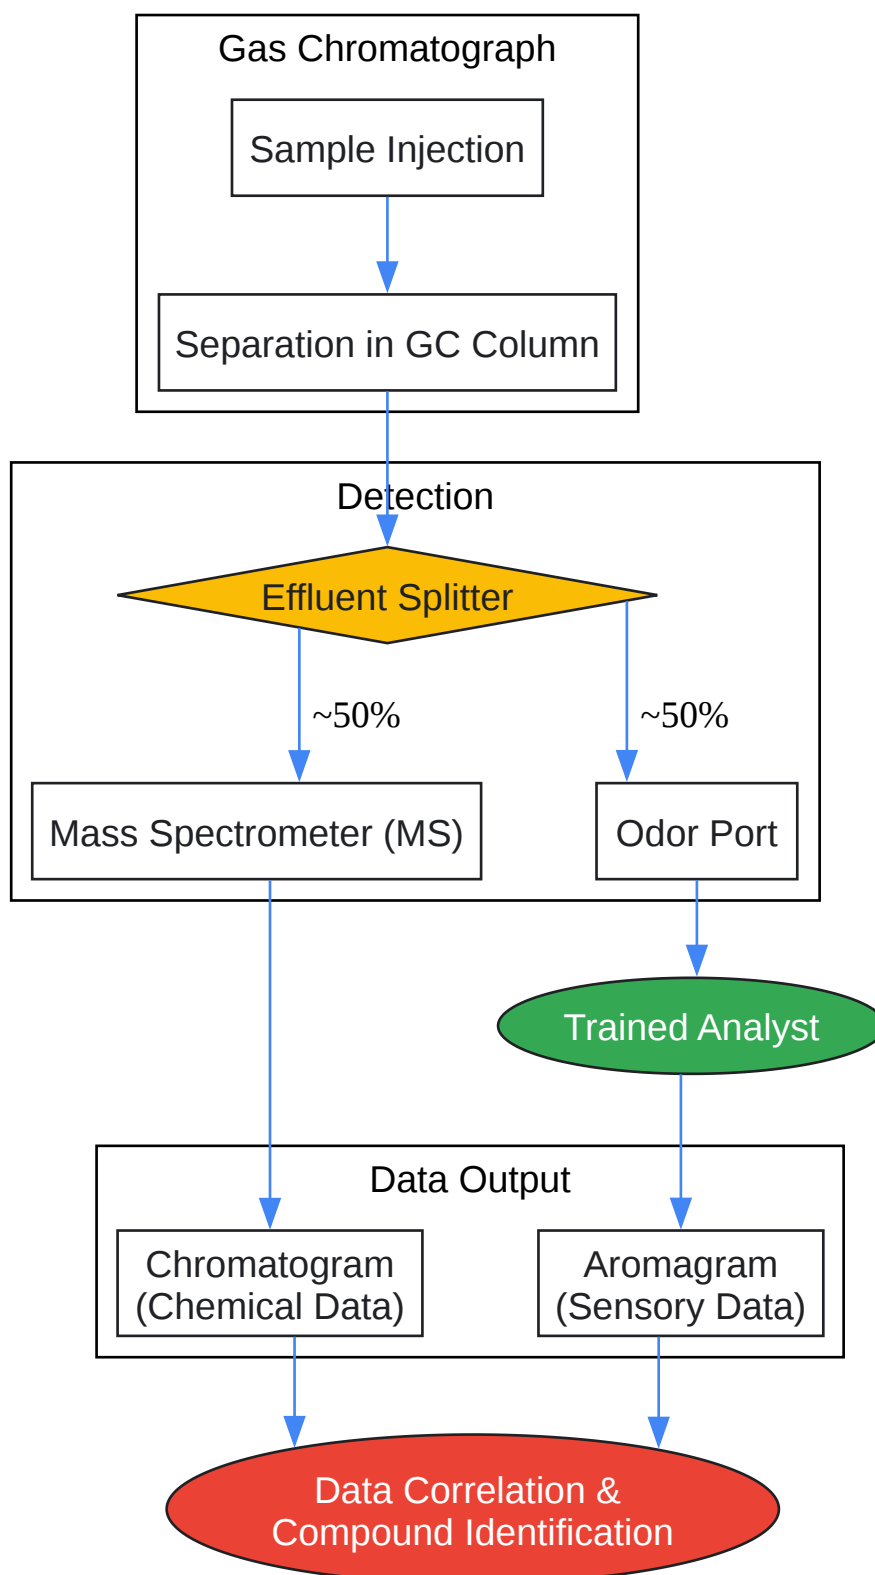 Gas Chromatograph
Sample Injection
Separation in GC Column
Detection
Effluent Splitter
~50%
~50%
Mass Spectrometer (MS)
Odor Port
Trained Analyst
Data Output
Chromatogram
(Chemical Data)
Aromagram
(Sensory Data)
Data Correlation &
Compound Identification